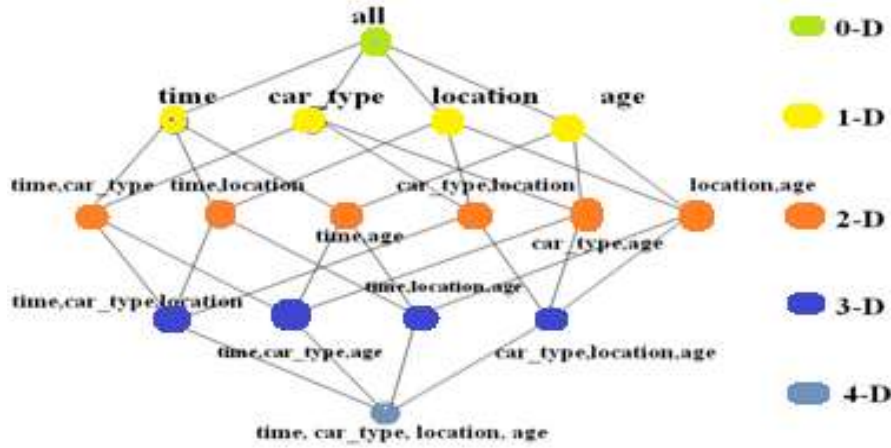 all
0-D
time
car_type
location
age
1-D
time,car_type
time,location
car_type,location
location,age
2-D
time,age
car_type,age
time,car_type,location
time,location,age
3-D
time,car_type,age
car_type,location,age
4-D
time, car_type, location, age